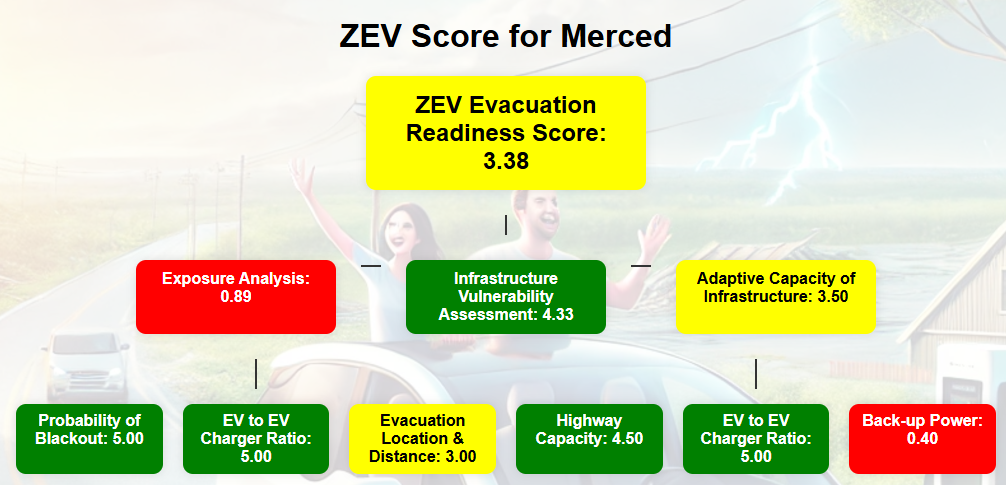 ZEV Score for Merced
ZEV Evacuation
Readiness Score:
3.38
Exposure Analysis:
0.89
Infrastructure
Vulnerability
Assessment: 4.33
Adaptive Capacity of
Infrastructure: 3.50
Probability of
Blackout: 5.00
EV to EV
Charger Ratio:
5.00
Evacuation
Location &
Distance: 3.00
Highway
Capacity: 4.50
EV to EV
Charger Ratio:
5.00
Back-up Power:
0.40